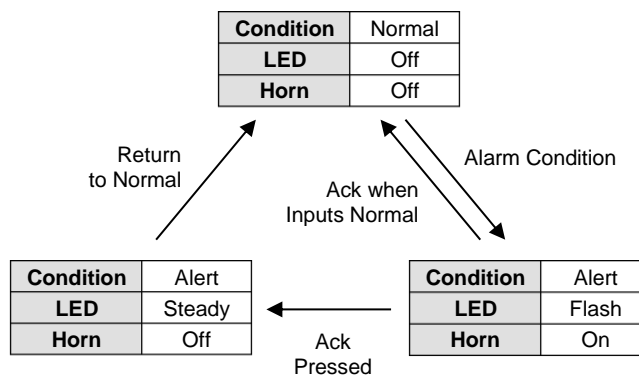 Condition Normal
LED Off
Horn Off
Return
to Normal
Alarm Condition
Ack when
Inputs Normal
Condition Alert
LED Steady
Horn Off
Ack
Pressed
Condition Alert
LED Flash
Horn On